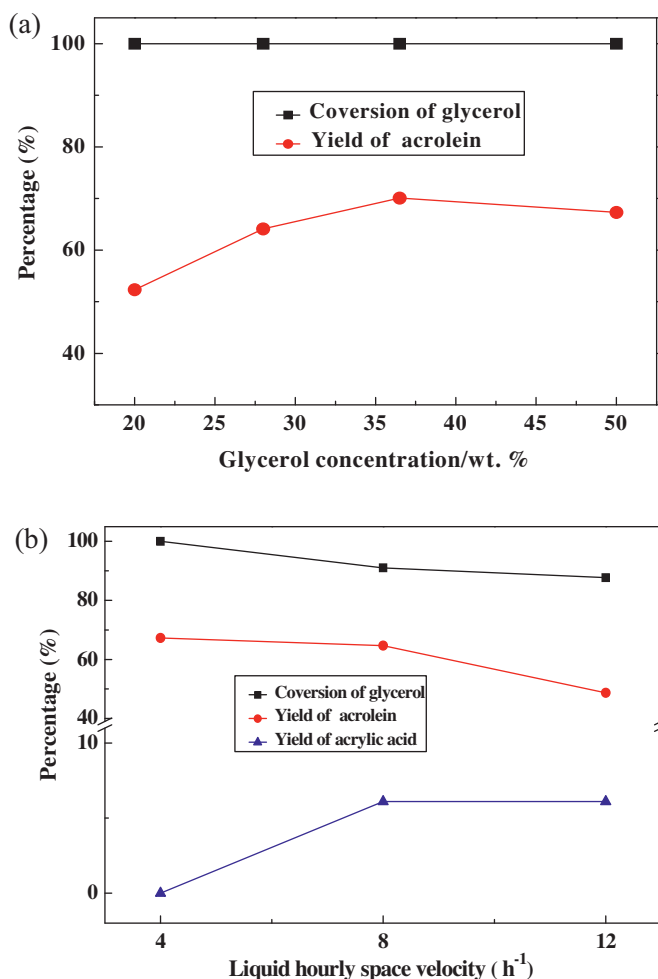 (a)
100
80
60
40
Percentage (%)
Coversion of glycerol
Yield of acrolein
20 25 30 35 40 45 50
Glycerol concentration/wt. %
(b)
100
80
60
40
10
0
Percentage (%)
Coversion of glycerol
Yield of acrolein
Yield of acrylic acid
4 8 12
Liquid hourly space velocity ( h⁻¹)